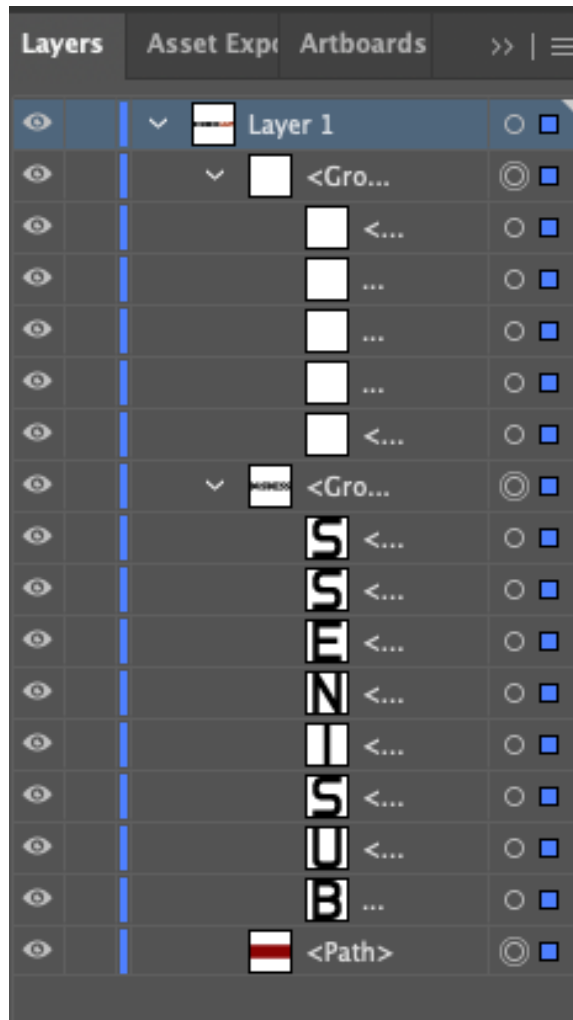 Layers Asset Expo Artboards >> | ≡
Layer 1
<Gro...
<...
...
...
...
<...
<Gro...
S <...
S <...
E <...
N <...
I <...
S <...
U <...
B ...
<Path>